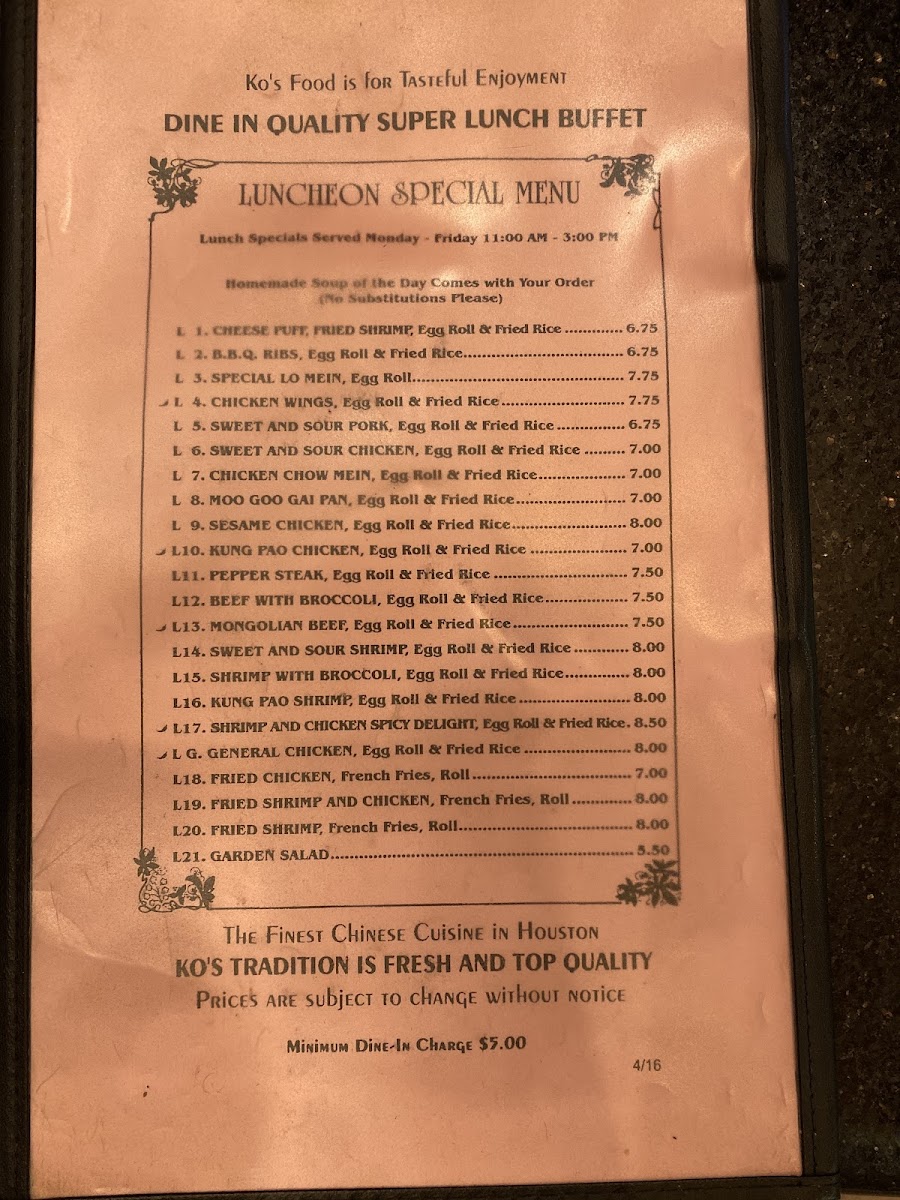 Ko's Food is for Tasteful Enjoyment
DINE IN QUALITY SUPER LUNCH BUFFET
LUNCHEON SPECIAL MENU
Lunch Specials Served Monday - Friday 11:00 AM - 3:00 PM
Homemade Soup of the Day Comes with Your Order
(No Substitutions Please)
L 1. CHEESE PUFF, FRIED SHRIMP, Egg Roll & Fried Rice ............. 6.75
L 2. B.B.Q. RIBS, Egg Roll & Fried Rice.................................... 6.75
L 3. SPECIAL LO MEIN, Egg Roll................................................ 7.75
L 4. CHICKEN WINGS, Egg Roll & Fried Rice............................ 7.75
L 5. SWEET AND SOUR PORK, Egg Roll & Fried Rice............... 6.75
L 6. SWEET AND SOUR CHICKEN, Egg Roll & Fried Rice ......... 7.00
L 7. CHICKEN CHOW MEIN, Egg Roll & Fried Rice.................... 7.00
L 8. MOO GOO GAI PAN, Egg Roll & Fried Rice......................... 7.00
L 9. SESAME CHICKEN, Egg Roll & Fried Rice.......................... 8.00
L10. KUNG PAO CHICKEN, Egg Roll & Fried Rice ...................... 7.00
L11. PEPPER STEAK, Egg Roll & Fried Rice .............................. 7.50
L12. BEEF WITH BROCCOLI, Egg Roll & Fried Rice................... 7.50
L13. MONGOLIAN BEEF, Egg Roll & Fried Rice.......................... 7.50
L14. SWEET AND SOUR SHRIMP, Egg Roll & Fried Rice ............ 8.00
L15. SHRIMP WITH BROCCOLI, Egg Roll & Fried Rice............... 8.00
L16. KUNG PAO SHRIMP, Egg Roll & Fried Rice ......................... 8.00
L17. SHRIMP AND CHICKEN SPICY DELIGHT, Egg Roll & Fried Rice. 8.50
L G. GENERAL CHICKEN, Egg Roll & Fried Rice ........................ 8.00
L18. FRIED CHICKEN, French Fries, Roll.................................... 7.00
L19. FRIED SHRIMP AND CHICKEN, French Fries, Roll ............. 8.00
L20. FRIED SHRIMP, French Fries, Roll....................................... 8.00
L21. GARDEN SALAD.................................................................... 5.50
The Finest Chinese Cuisine in Houston
KO'S TRADITION IS FRESH AND TOP QUALITY
Prices are subject to change without notice
Minimum Dine-In Charge $5.00
4/16